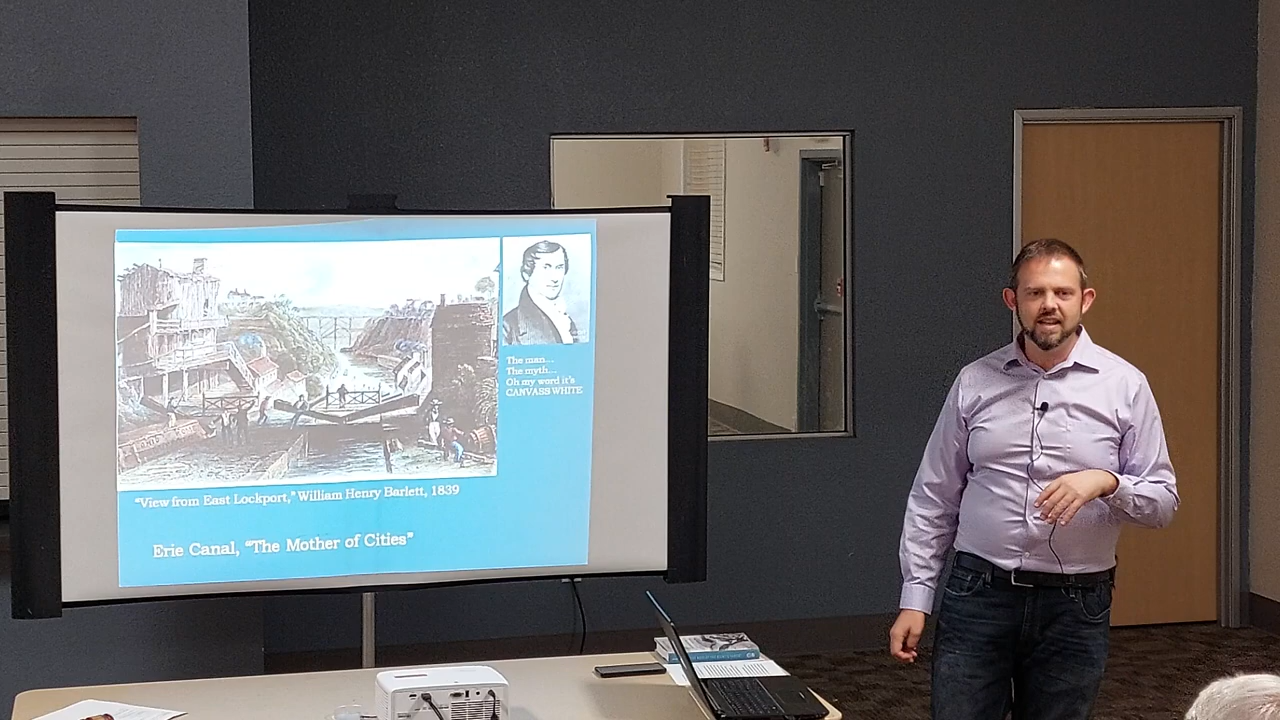 The man...
The myth...
Oh my word it's
CANVASS WHITE
"View from East Lockport," William Henry Barlett, 1839
Erie Canal, "The Mother of Cities"